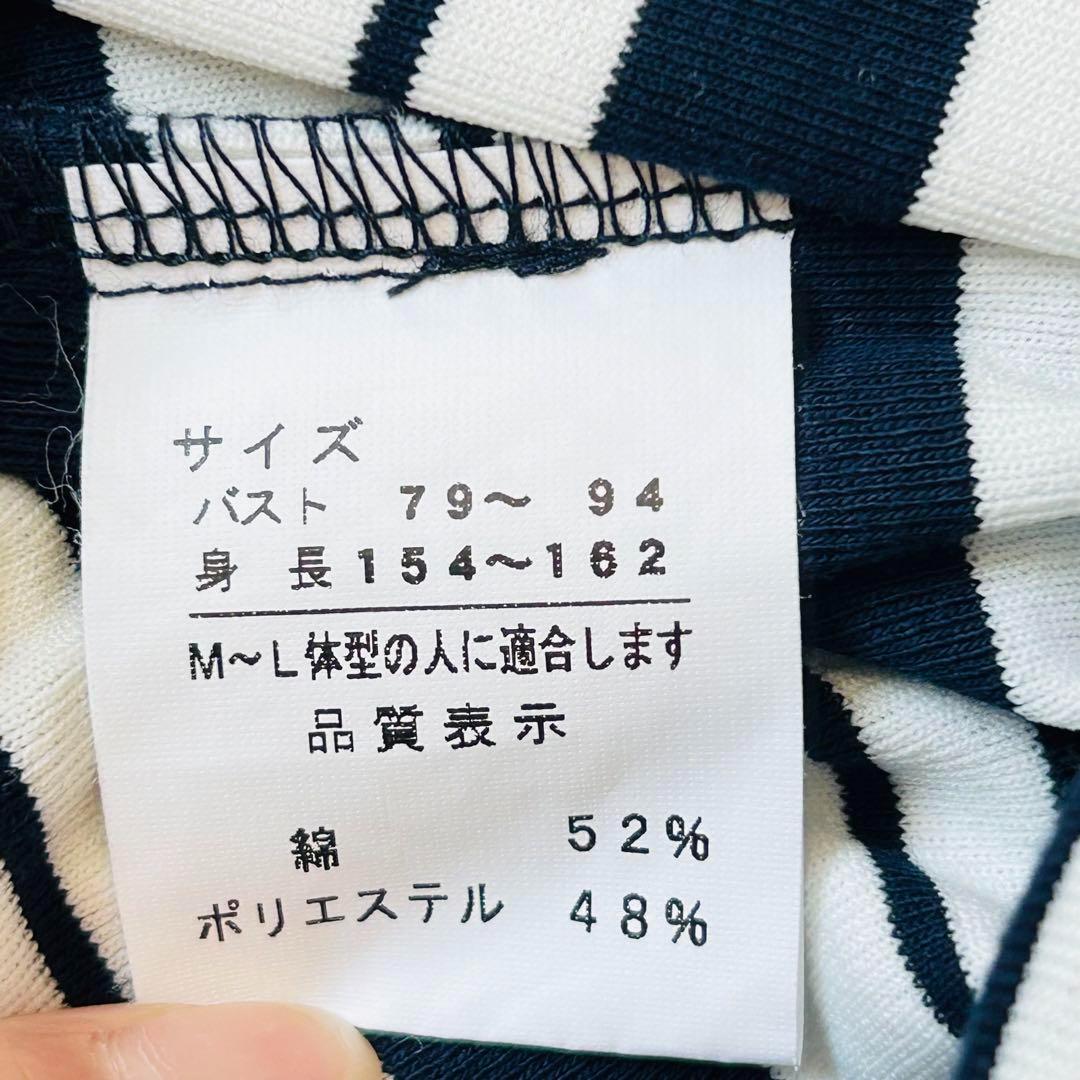 サイズ
バスト 79～ 94
身 長154～162
M～L体型の人に適合します
品質表示
綿 52%
ポリエステル 48%